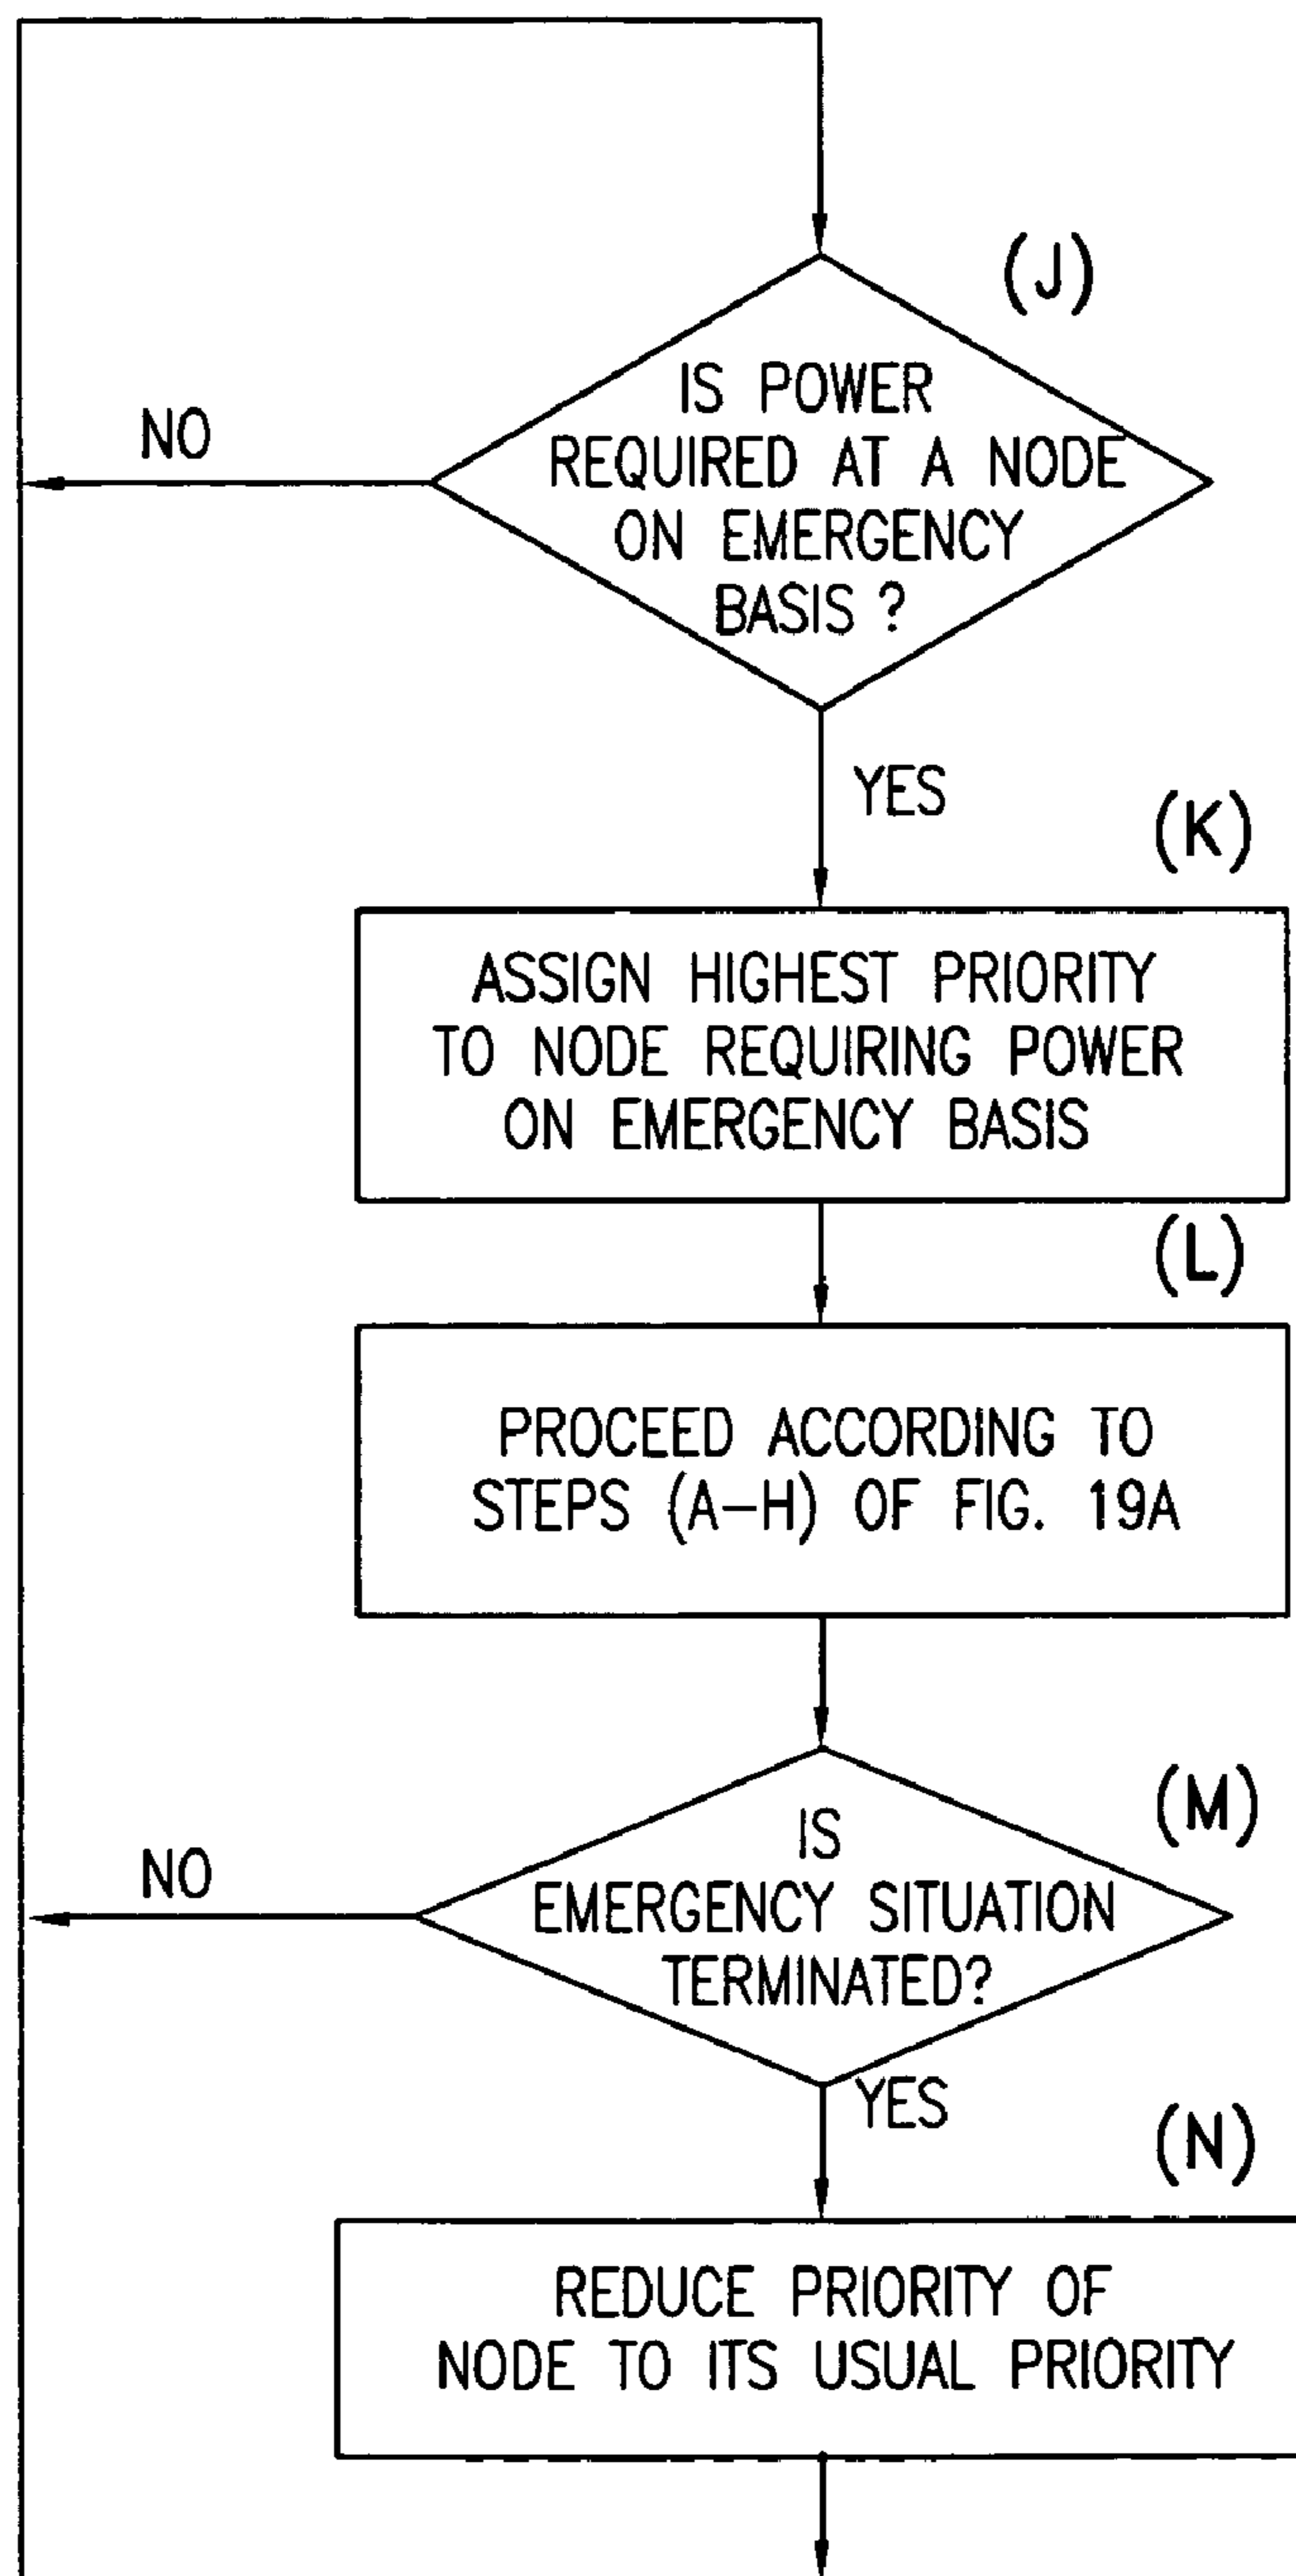 (J)
IS POWER
REQUIRED AT A NODE
ON EMERGENCY
BASIS ?
NO
YES
(K)
ASSIGN HIGHEST PRIORITY
TO NODE REQUIRING POWER
ON EMERGENCY BASIS
(L)
PROCEED ACCORDING TO
STEPS (A-H) OF FIG. 19A
(M)
IS
EMERGENCY SITUATION
TERMINATED?
NO
YES
(N)
REDUCE PRIORITY OF
NODE TO ITS USUAL PRIORITY